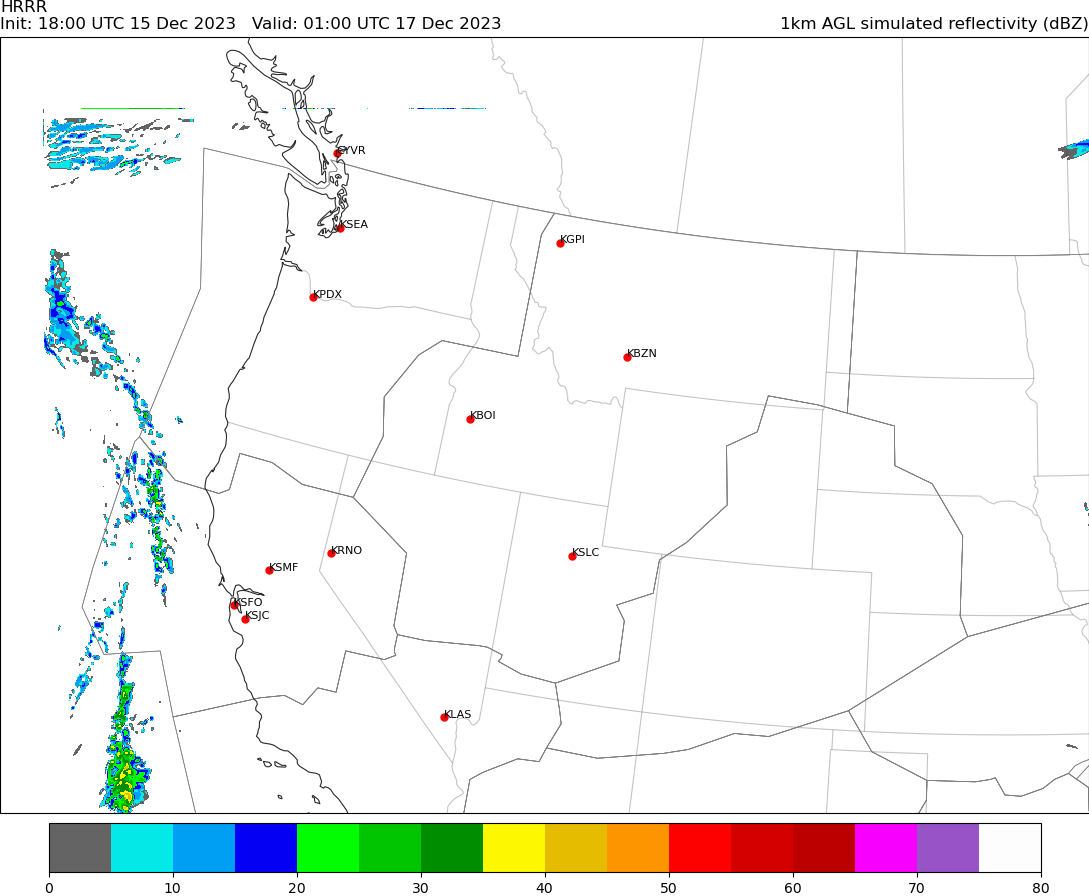 HRRR
Init: 18:00 UTC 15 Dec 2023   Valid: 01:00 UTC 17 Dec 2023   1km AGL simulated reflectivity (dBZ)
CYVR
KSEA
KGPI
KPDX
KBZN
KBOI
KRNO
KSLC
KSMF
KSFO
KSJC
KLAS
0 10 20 30 40 50 60 70 80